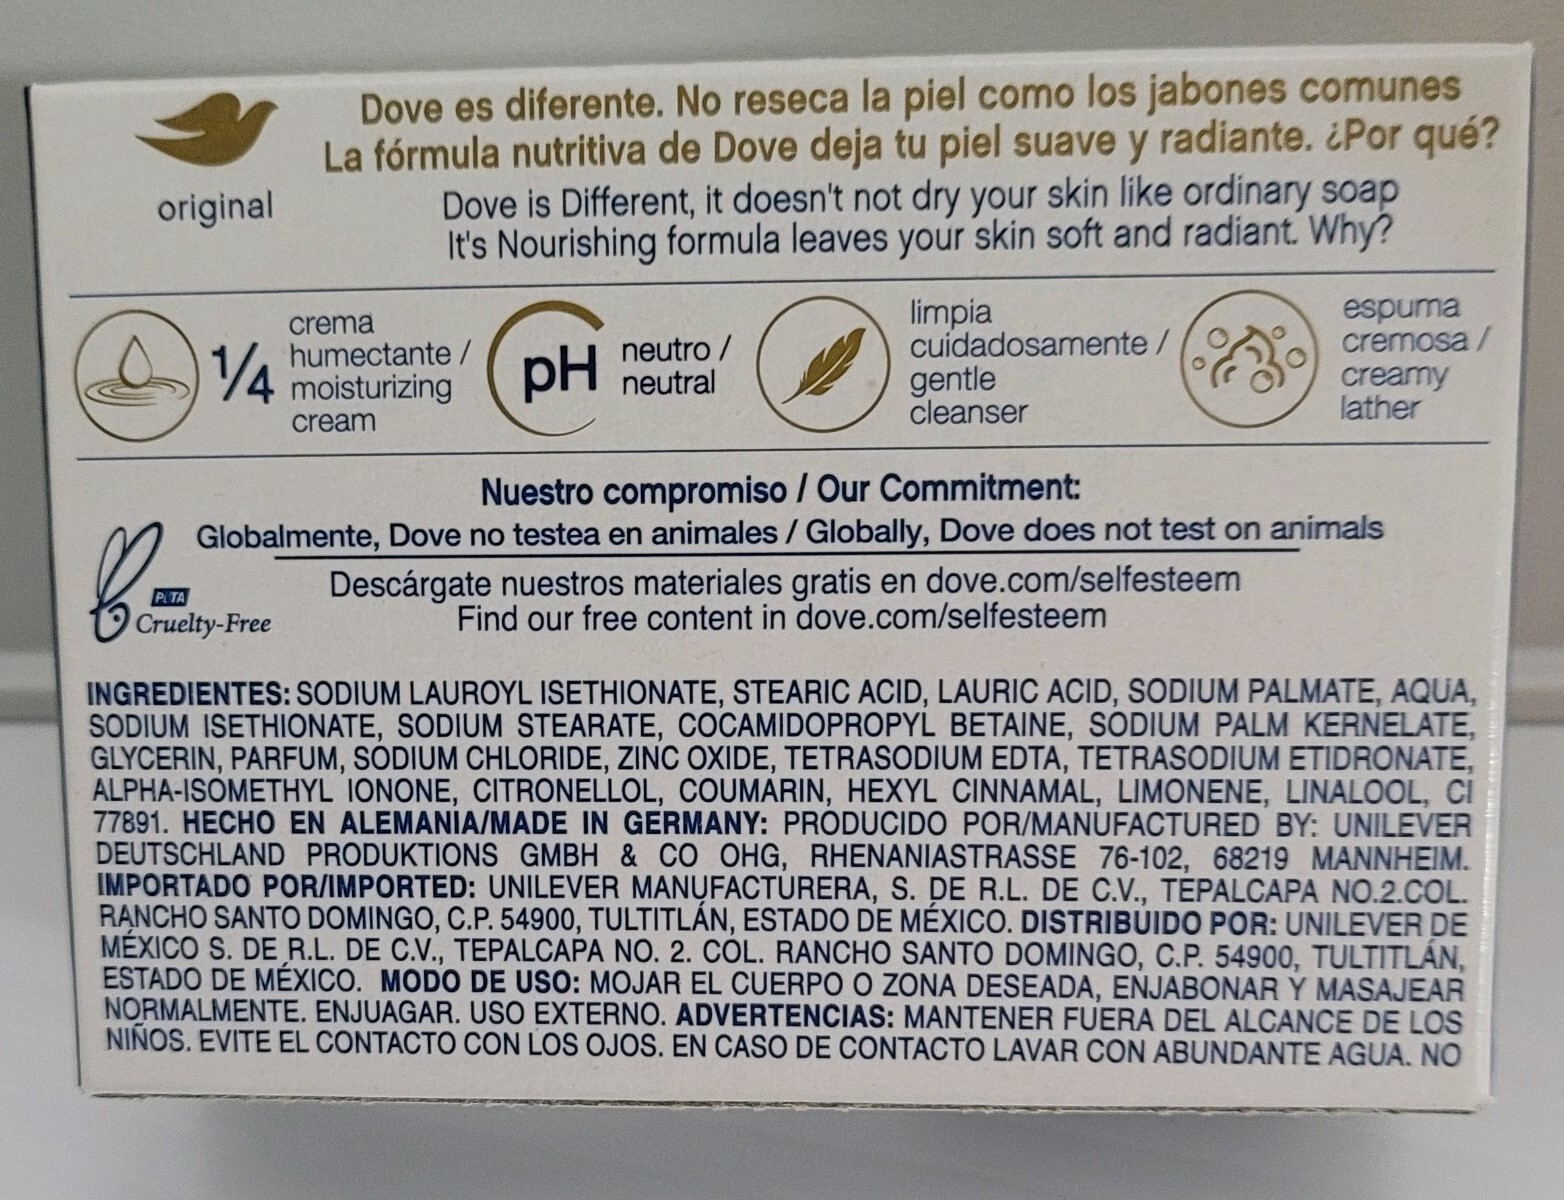 original
Dove es diferente. No reseca la piel como los jabones comunes
La fórmula nutritiva de Dove deja tu piel suave y radiante. ¿Por qué?
Dove is Different, it doesn't not dry your skin like ordinary soap
It's Nourishing formula leaves your skin soft and radiant. Why?
1/4
crema
humectante /
moisturizing
cream
pH
neutro /
neutral
limpia
cuidadosamente /
gentle
cleanser
espuma
cremosa /
creamy
lather
Nuestro compromiso / Our Commitment:
Globalmente, Dove no testea en animales / Globally, Dove does not test on animals
PETA
Cruelty-Free
Descárgate nuestros materiales gratis en dove.com/selfesteem
Find our free content in dove.com/selfesteem
INGREDIENTES: SODIUM LAUROYL ISETHIONATE, STEARIC ACID, LAURIC ACID, SODIUM PALMATE, AQUA,
SODIUM ISETHIONATE, SODIUM STEARATE, COCAMIDOPROPYL BETAINE, SODIUM PALM KERNELATE,
GLYCERIN, PARFUM, SODIUM CHLORIDE, ZINC OXIDE, TETRASODIUM EDTA, TETRASODIUM ETIDRONATE,
ALPHA-ISOMETHYL IONONE, CITRONELLOL, COUMARIN, HEXYL CINNAMAL, LIMONENE, LINALOOL, CI
77891. HECHO EN ALEMANIA/MADE IN GERMANY: PRODUCIDO POR/MANUFACTURED BY: UNILEVER
DEUTSCHLAND PRODUKTIONS GMBH & CO OHG, RHENANIASTRASSE 76-102, 68219 MANNHEIM.
IMPORTADO POR/IMPORTED: UNILEVER MANUFACTURERA, S. DE R.L. DE C.V., TEPALCAPA NO.2.COL.
RANCHO SANTO DOMINGO, C.P. 54900, TULTITLÁN, ESTADO DE MÉXICO. DISTRIBUIDO POR: UNILEVER DE
MÉXICO S. DE R.L. DE C.V., TEPALCAPA NO. 2. COL. RANCHO SANTO DOMINGO, C.P. 54900, TULTITLÁN,
ESTADO DE MÉXICO. MODO DE USO: MOJAR EL CUERPO O ZONA DESEADA, ENJABONAR Y MASAJEAR
NORMALMENTE. ENJUAGAR. USO EXTERNO. ADVERTENCIAS: MANTENER FUERA DEL ALCANCE DE LOS
NIÑOS. EVITE EL CONTACTO CON LOS OJOS. EN CASO DE CONTACTO LAVAR CON ABUNDANTE AGUA. NO